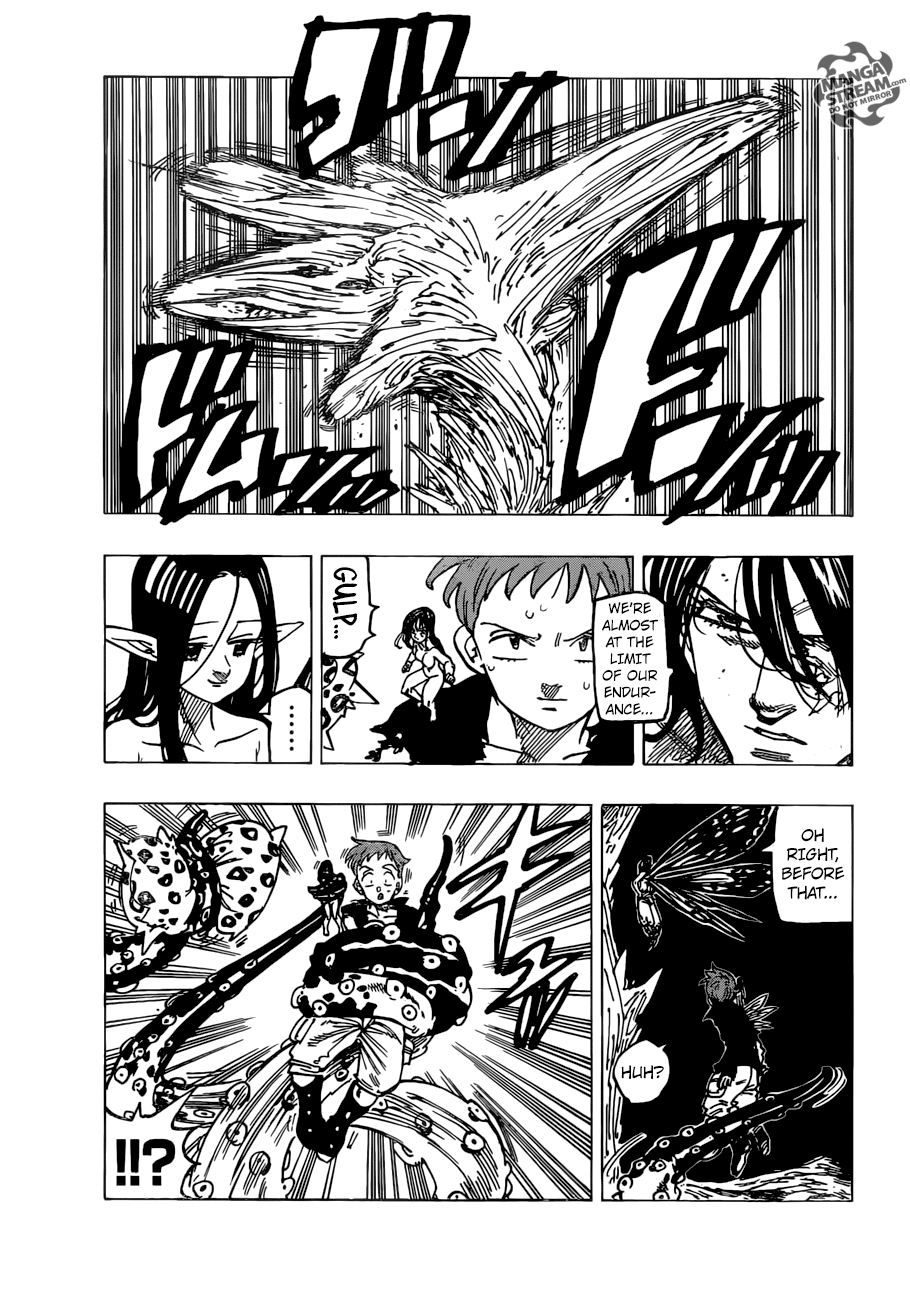 MANGA
STREAM.com
DO NOT MIRROR
WE'RE
ALMOST
AT THE
LIMIT
OF OUR
ENDUR-
ANCE...
GULP...
......
OH
RIGHT,
BEFORE
THAT...
HUH?
!!?